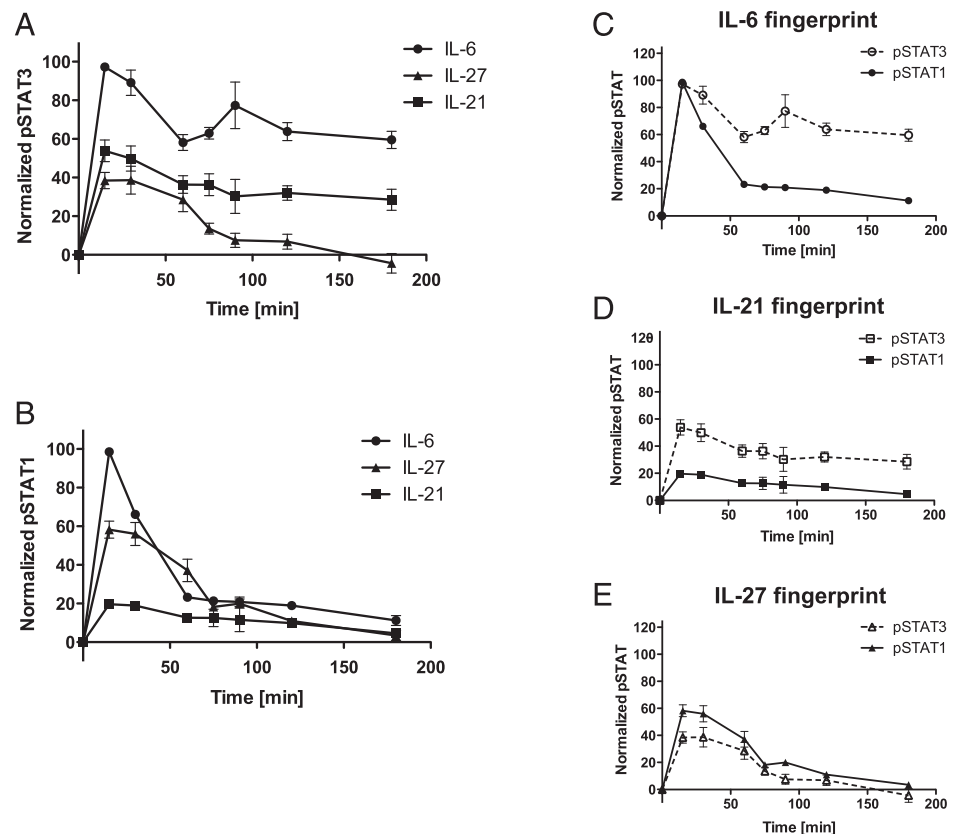 A
Normalized pSTAT3
100
80
60
40
20
0
50
100
150
200
Time [min]
IL-6
IL-27
IL-21
B
Normalized pSTAT1
100
80
60
40
20
0
50
100
150
200
Time [min]
IL-6
IL-27
IL-21
C
IL-6 fingerprint
Normalized pSTAT
120
100
80
60
40
20
0
50
100
150
200
Time [min]
pSTAT3
pSTAT1
D
IL-21 fingerprint
Normalized pSTAT
120
100
80
60
40
20
0
50
100
150
200
Time [min]
pSTAT3
pSTAT1
E
IL-27 fingerprint
Normalized pSTAT
120
100
80
60
40
20
0
50
100
150
200
Time [min]
pSTAT3
pSTAT1